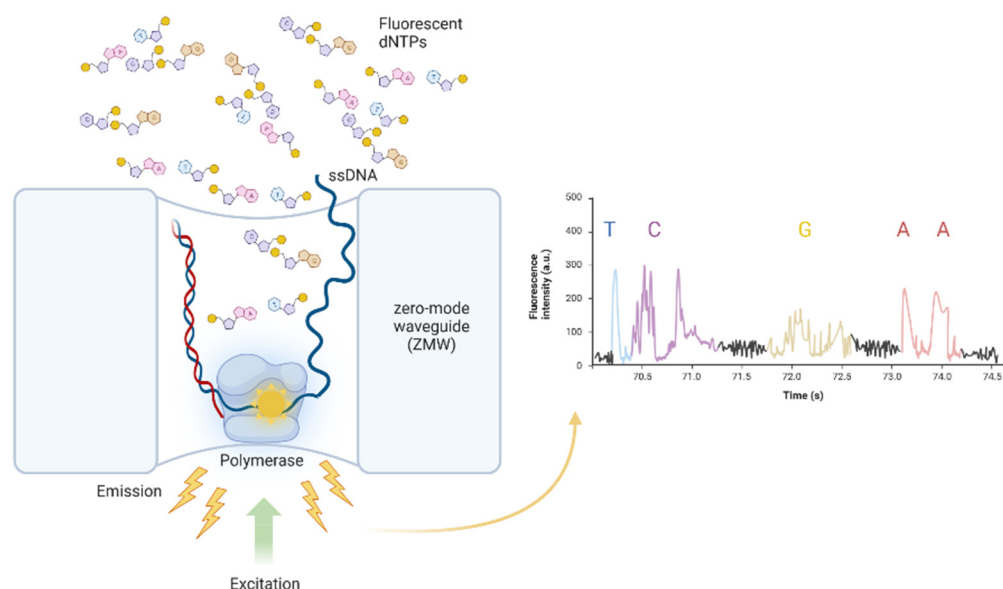 Fluorescent
dNTPs
ssDNA
zero-mode
waveguide
(ZMW)
Polymerase
Emission
Excitation
Fluorescence
intensity (a.u.)
500
400
300
200
100
0
T C G A A
70.5 71.0 71.5 72.0 72.5 73.0 73.5 74.0 74.5
Time (s)